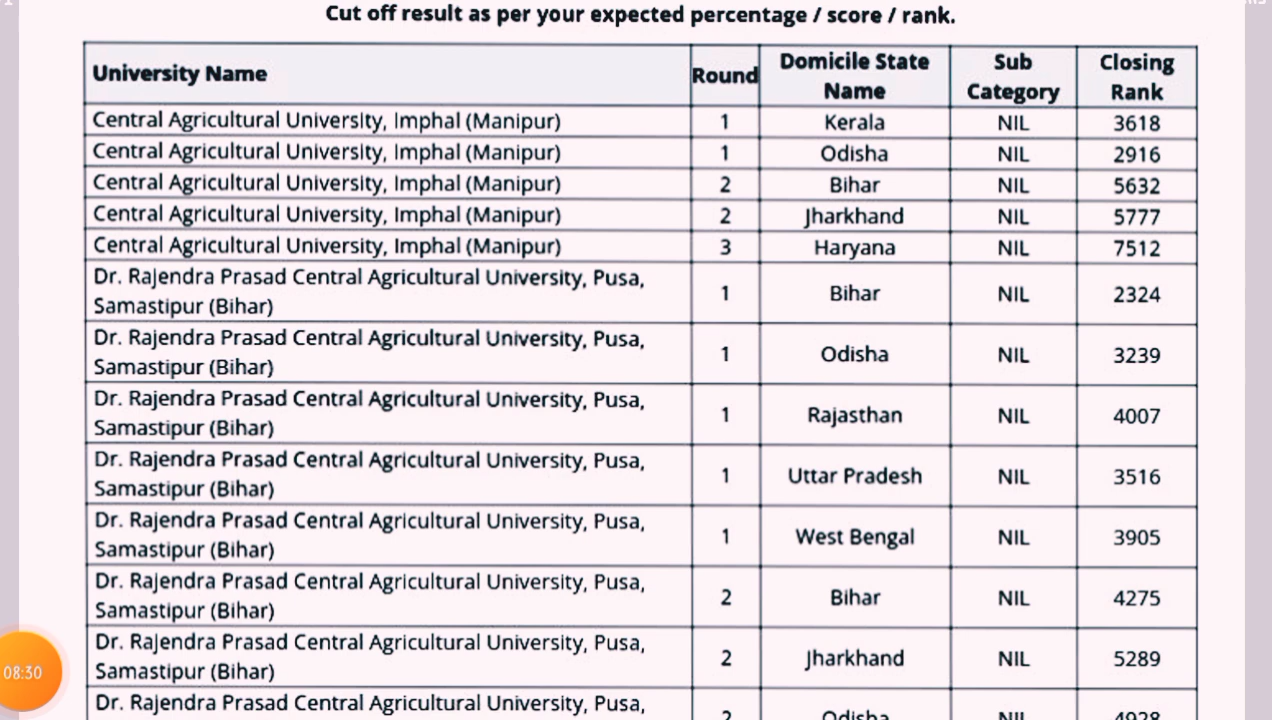 Cut off result as per your expected percentage / score / rank.
University Name Round Domicile State Name Sub Category Closing Rank
Central Agricultural University, Imphal (Manipur) 1 Kerala NIL 3618
Central Agricultural University, Imphal (Manipur) 1 Odisha NIL 2916
Central Agricultural University, Imphal (Manipur) 2 Bihar NIL 5632
Central Agricultural University, Imphal (Manipur) 2 Jharkhand NIL 5777
Central Agricultural University, Imphal (Manipur) 3 Haryana NIL 7512
Dr. Rajendra Prasad Central Agricultural University, Pusa,
Samastipur (Bihar) 1 Bihar NIL 2324
Dr. Rajendra Prasad Central Agricultural University, Pusa,
Samastipur (Bihar) 1 Odisha NIL 3239
Dr. Rajendra Prasad Central Agricultural University, Pusa,
Samastipur (Bihar) 1 Rajasthan NIL 4007
Dr. Rajendra Prasad Central Agricultural University, Pusa,
Samastipur (Bihar) 1 Uttar Pradesh NIL 3516
Dr. Rajendra Prasad Central Agricultural University, Pusa,
Samastipur (Bihar) 1 West Bengal NIL 3905
Dr. Rajendra Prasad Central Agricultural University, Pusa,
Samastipur (Bihar) 2 Bihar NIL 4275
Dr. Rajendra Prasad Central Agricultural University, Pusa,
Samastipur (Bihar) 2 Jharkhand NIL 5289
Dr. Rajendra Prasad Central Agricultural University, Pusa,
2 Odisha NIL 4928
08:30